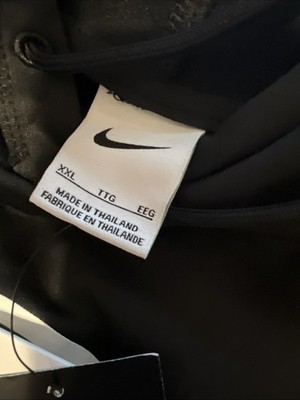 XXL TTG EEG
MADE IN THAILAND
FABRIQUE EN THAILANDE